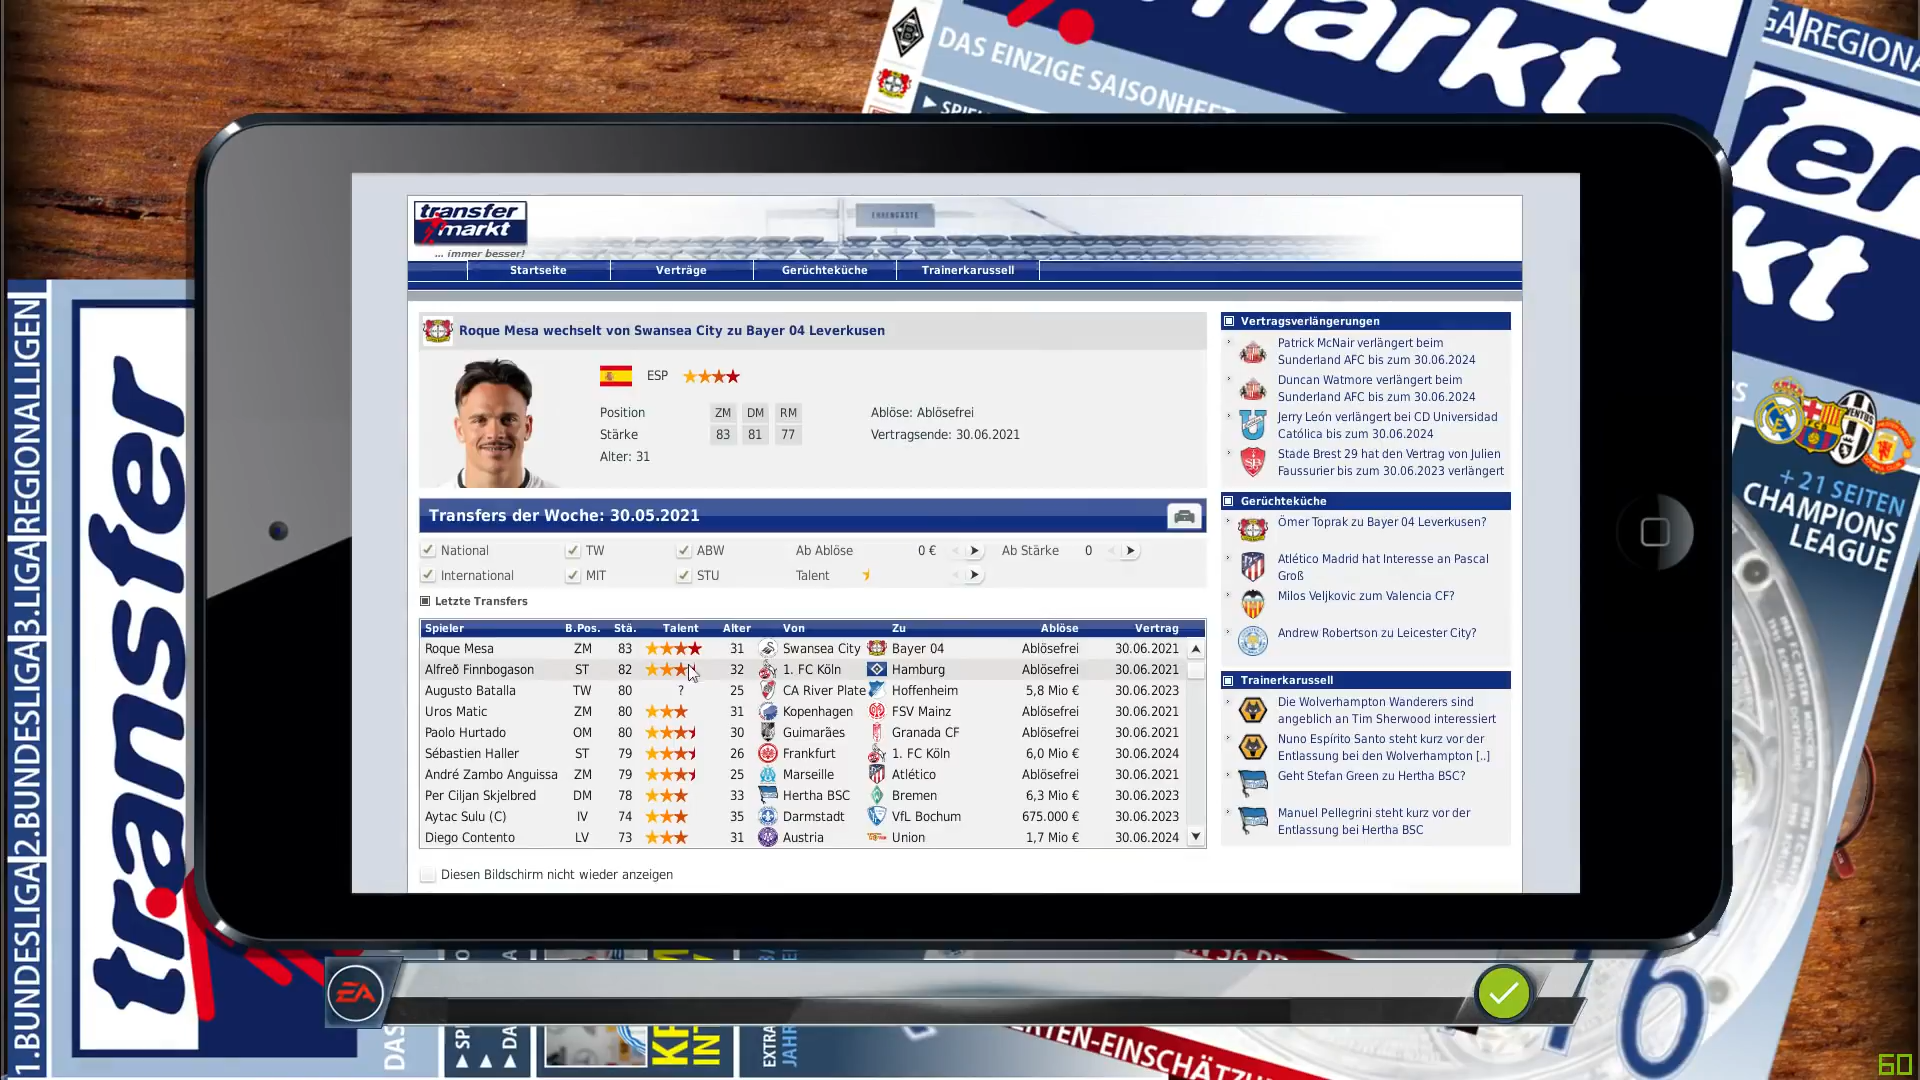 DAS EINZIGE SAISONHEFT
transfer
markt
... immer besser!
EHRENGÄSTE
Startseite
Verträge
Gerüchteküche
Trainerkarussell
Roque Mesa wechselt von Swansea City zu Bayer 04 Leverkusen
ESP
Position ZM DM RM
Stärke 83 81 77
Alter: 31
Ablöse: Ablösefrei
Vertragsende: 30.06.2021
Transfers der Woche: 30.05.2021
National TW ABW Ab Ablöse 0 € Ab Stärke 0
International MIT STU Talent
Letzte Transfers
Spieler B.Pos. Stä. Talent Alter Von Zu Ablöse Vertrag
Roque Mesa ZM 83 31 Swansea City Bayer 04 Ablösefrei 30.06.2021
Alfreð Finnbogason ST 82 32 1. FC Köln Hamburg Ablösefrei 30.06.2021
Augusto Batalla TW 80 ? 25 CA River Plate Hoffenheim 5,8 Mio € 30.06.2023
Uros Matic ZM 80 31 Kopenhagen FSV Mainz Ablösefrei 30.06.2021
Paolo Hurtado OM 80 30 Guimarães Granada CF Ablösefrei 30.06.2021
Sébastien Haller ST 79 26 Frankfurt 1. FC Köln 6,0 Mio € 30.06.2024
André Zambo Anguissa ZM 79 25 Marseille Atlético Ablösefrei 30.06.2021
Per Ciljan Skjelbred DM 78 33 Hertha BSC Bremen 6,3 Mio € 30.06.2023
Aytac Sulu (C) IV 74 35 Darmstadt VfL Bochum 675.000 € 30.06.2023
Diego Contento LV 73 31 Austria Union 1,7 Mio € 30.06.2024
Diesen Bildschirm nicht wieder anzeigen
Vertragsverlängerungen
Patrick McNair verlängert beim
Sunderland AFC bis zum 30.06.2024
Duncan Watmore verlängert beim
Sunderland AFC bis zum 30.06.2024
Jerry León verlängert bei CD Universidad
Católica bis zum 30.06.2024
Stade Brest 29 hat den Vertrag von Julien
Faussurier bis zum 30.06.2023 verlängert
Gerüchteküche
Ömer Toprak zu Bayer 04 Leverkusen?
Atlético Madrid hat Interesse an Pascal
Groß
Milos Veljkovic zum Valencia CF?
Andrew Robertson zu Leicester City?
Trainerkarussell
Die Wolverhampton Wanderers sind
angeblich an Tim Sherwood interessiert
Nuno Espírito Santo steht kurz vor der
Entlassung bei den Wolverhampton [..]
Geht Stefan Green zu Hertha BSC?
Manuel Pellegrini steht kurz vor der
Entlassung bei Hertha BSC
1.BUNDESLIGA 2.BUNDESLIGA 3.LIGA REGIONALLIGEN
transfer
markt
+ 21 SEITEN
CHAMPIONS
LEAGUE
EA
DAS
EXTRA
60